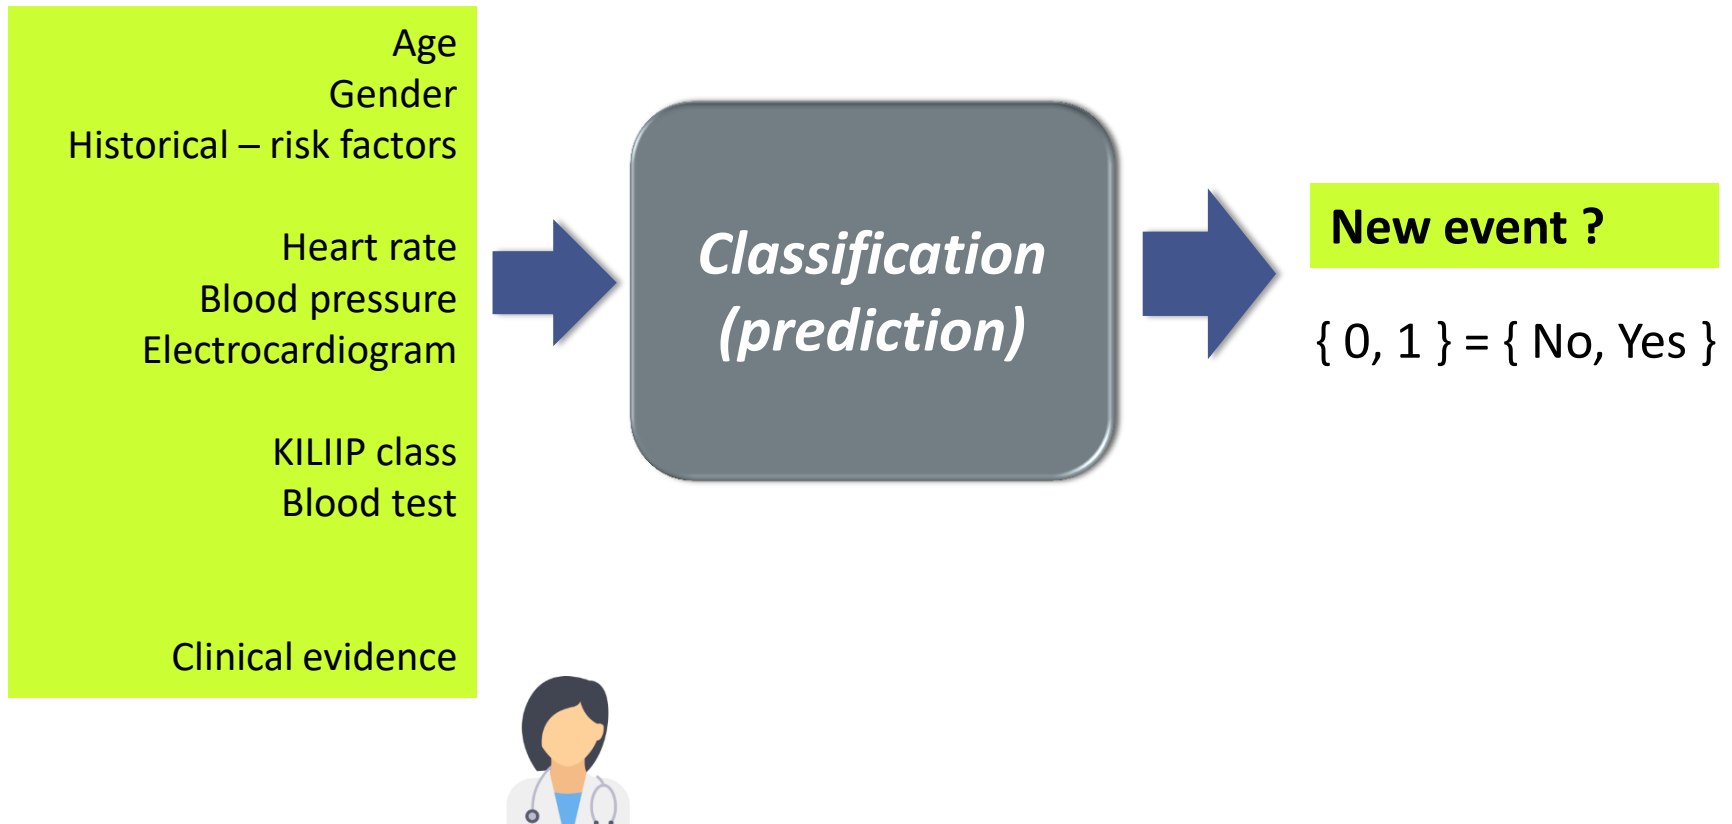 Age
Gender
Historical – risk factors
Heart rate
Blood pressure
Electrocardiogram
KILIIP class
Blood test
Clinical evidence
Classification
(prediction)
New event ?
{ 0, 1 } = { No, Yes }